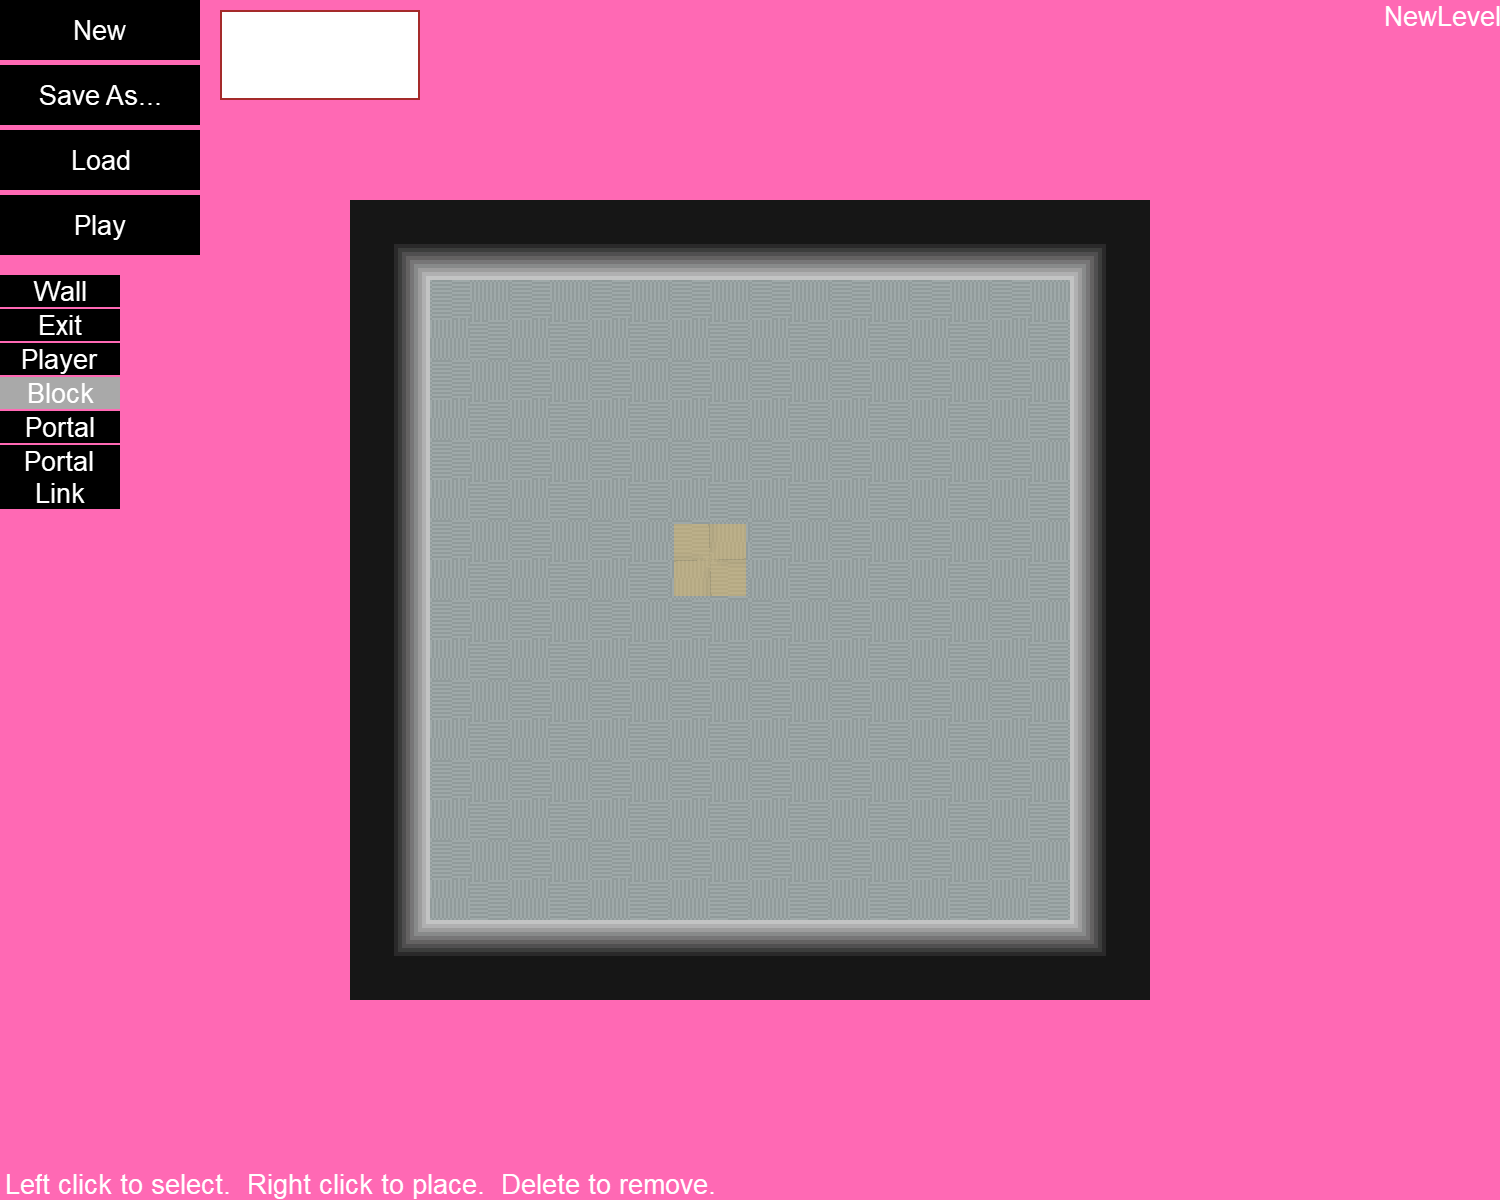 New
NewLevel
Save As...
Load
Play
Wall
Exit
Player
Block
Portal
Portal
Link
Left click to select.  Right click to place.  Delete to remove.